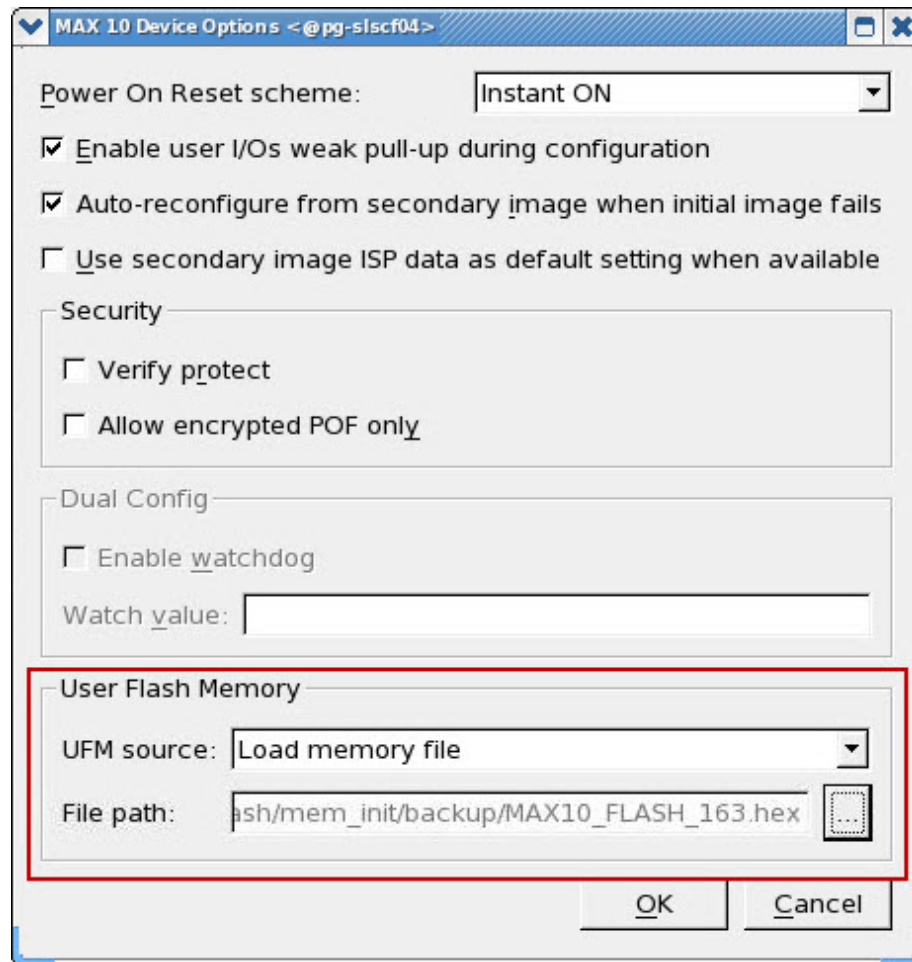 MAX 10 Device Options <@pg-slscf04>
Power On Reset scheme: Instant ON
Enable user I/Os weak pull-up during configuration
Auto-reconfigure from secondary image when initial image fails
Use secondary image ISP data as default setting when available
Security
Verify protect
Allow encrypted POF only
Dual Config
Enable watchdog
Watch value:
User Flash Memory
UFM source: Load memory file
File path: ash/mem_init/backup/MAX10_FLASH_163.hex ...
OK Cancel